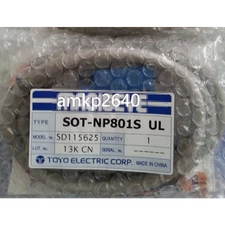 amkp2640
TYPE SOT-NP801S UL
MODEL NO. SD115625 QUANTITY 1
LOT № 13K CN SERIAL №
TOYO ELECTRIC CORP. MADE IN CHINA